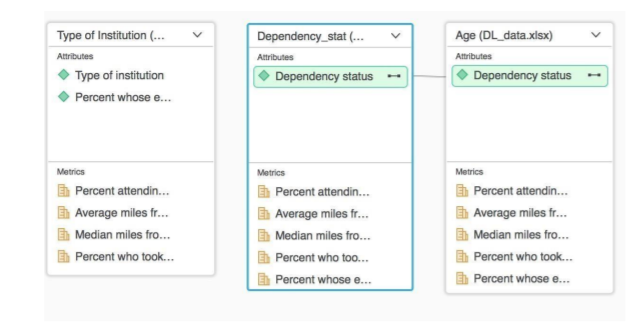 Type of Institution (...
Attributes
Type of institution
Percent whose e...
Metrics
Percent attendin...
Average miles fr...
Median miles fro...
Percent who took...
Dependency_stat (...
Attributes
Dependency status
Metrics
Percent attendin...
Average miles fr...
Median miles fro...
Percent who too...
Percent whose e...
Age (DL_data.xlsx)
Attributes
Dependency status
Metrics
Percent attendin...
Average miles fr...
Median miles fro...
Percent who took...
Percent whose e...